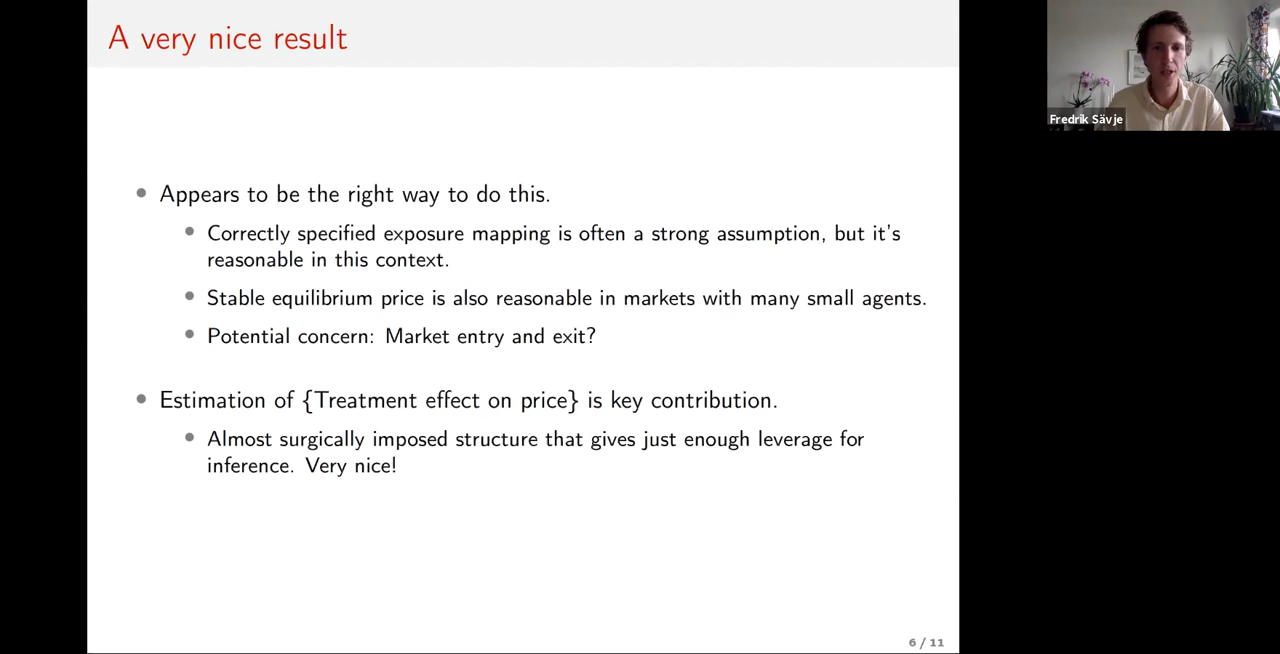 A very nice result
Fredrik Sävje
• Appears to be the right way to do this.
• Correctly specified exposure mapping is often a strong assumption, but it's
reasonable in this context.
• Stable equilibrium price is also reasonable in markets with many small agents.
• Potential concern: Market entry and exit?
• Estimation of {Treatment effect on price} is key contribution.
• Almost surgically imposed structure that gives just enough leverage for
inference. Very nice!
6 / 11